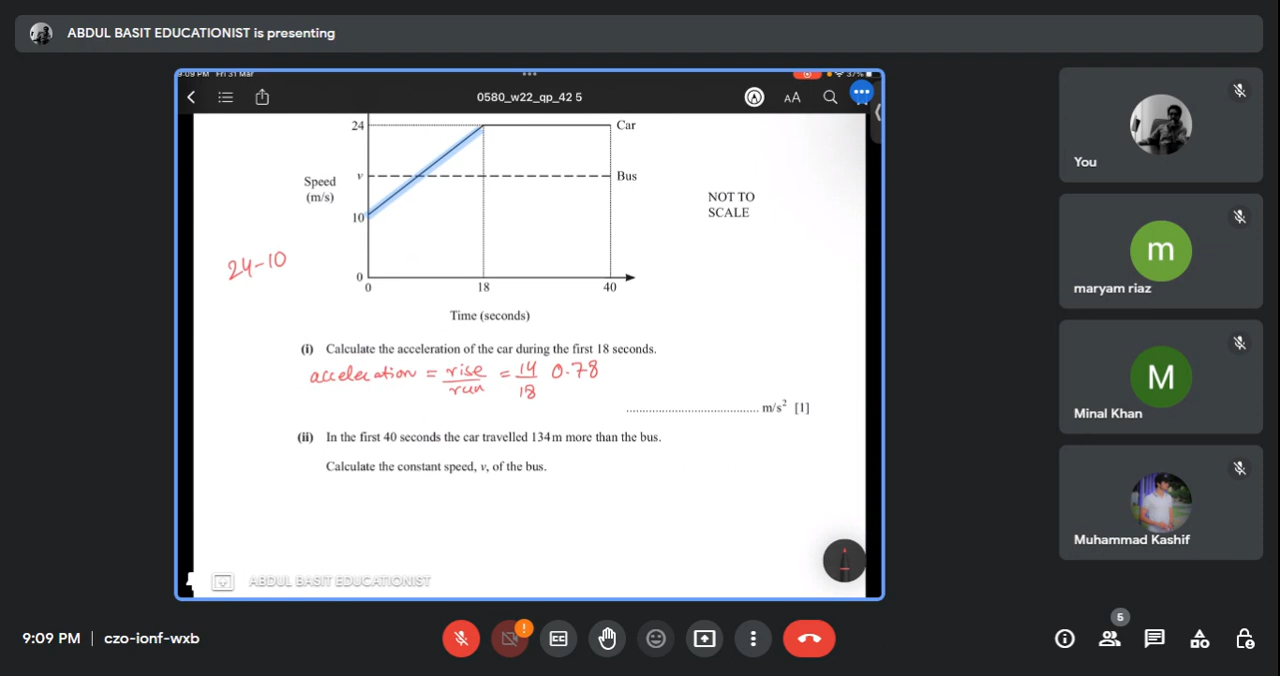 ABDUL BASIT EDUCATIONIST is presenting
9:09 PM Fri 31 Mar
37%
0580_w22_qp_42 5
AA
24
Car
v
Bus
Speed
(m/s)
NOT TO
SCALE
10
24-10
0
0
18
40
Time (seconds)
(i) Calculate the acceleration of the car during the first 18 seconds.
acceleration = rise/run = 14/18 0.78
.......................................... m/s² [1]
(ii) In the first 40 seconds the car travelled 134 m more than the bus.
Calculate the constant speed, v, of the bus.
ABDUL BASIT EDUCATIONIST
You
m
maryam riaz
M
Minal Khan
Muhammad Kashif
9:09 PM | czo-ionf-wxb
!
CC
5